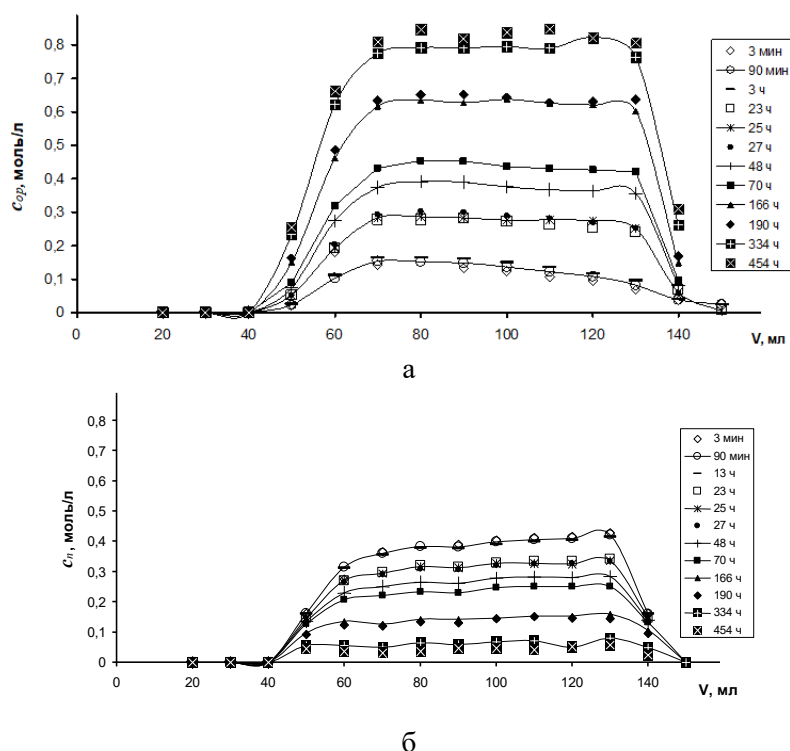 0,8
0,7
0,6
0,5
0,4
0,3
0,2
0,1
0
cор, моль/л
0 20 40 60 80 100 120 140
V, мл
3 мин
90 мин
3 ч
23 ч
25 ч
27 ч
48 ч
70 ч
166 ч
190 ч
334 ч
454 ч
а
0,8
0,7
0,6
0,5
0,4
0,3
0,2
0,1
0
cп, моль/л
0 20 40 60 80 100 120 140
V, мл
3 мин
90 мин
13 ч
23 ч
25 ч
27 ч
48 ч
70 ч
166 ч
190 ч
334 ч
454 ч
б